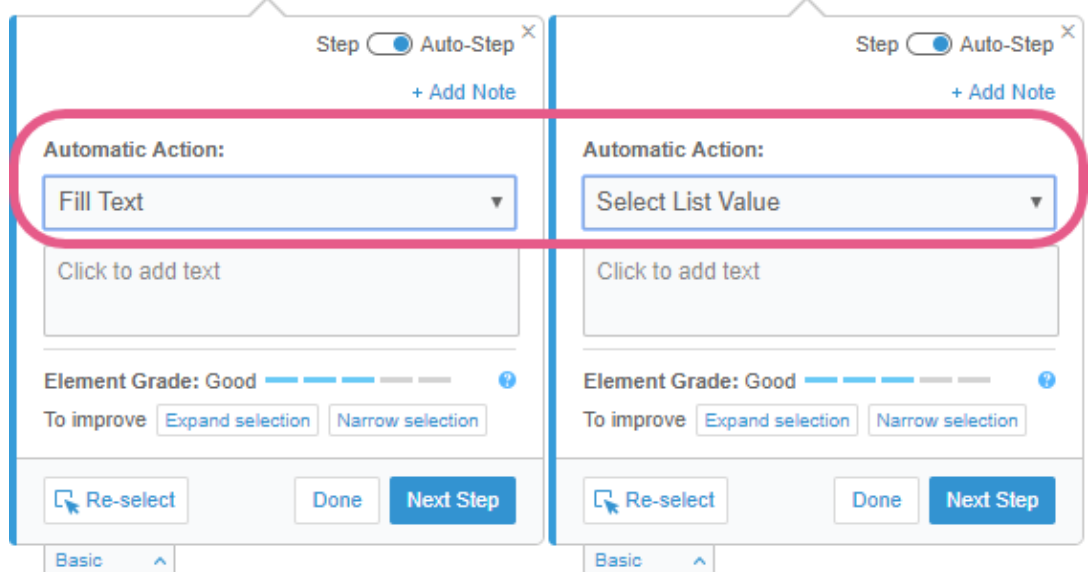 Step Auto-Step ×
+ Add Note
Automatic Action:
Fill Text ▼
Click to add text
Element Grade: Good ?
To improve Expand selection Narrow selection
Re-select Done Next Step
Basic
Step Auto-Step ×
+ Add Note
Automatic Action:
Select List Value ▼
Click to add text
Element Grade: Good ?
To improve Expand selection Narrow selection
Re-select Done Next Step
Basic